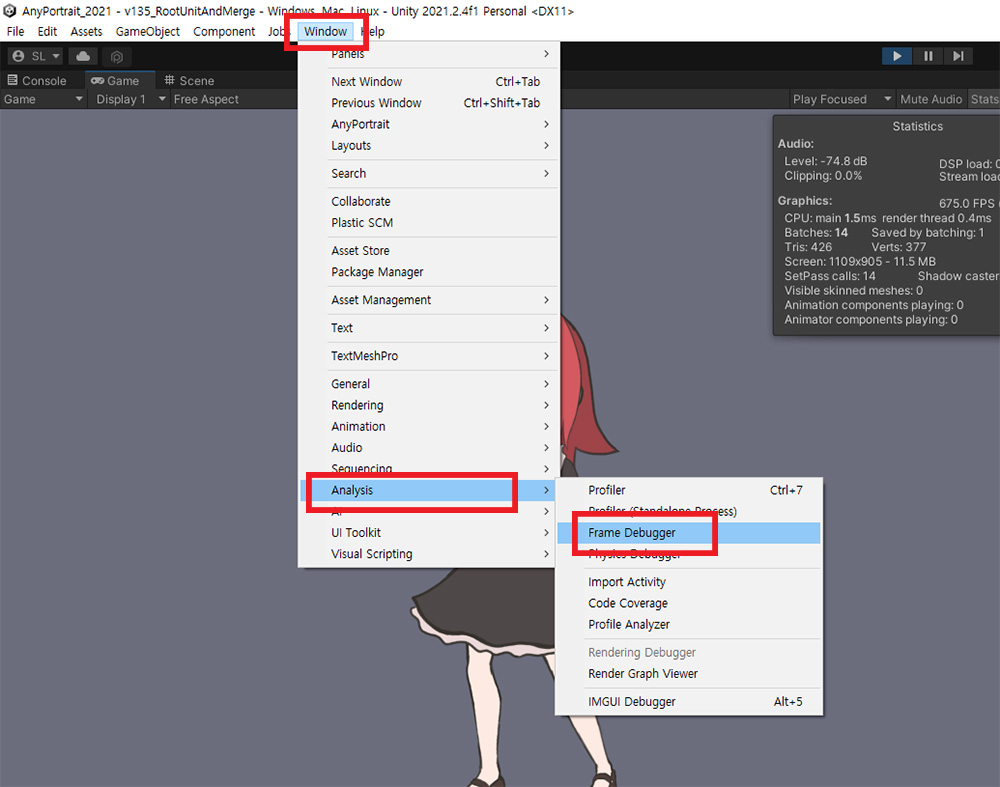 AnyPortrait_2021 - v135_RootUnitAndMerge - Windows, Mac, Linux - Unity 2021.2.4f1 Personal <DX11>
File Edit Assets GameObject Component Jobs Window Help
SL
Console Game Scene
Game Display 1 Free Aspect Play Focused Mute Audio Stats
Panels
Next Window Ctrl+Tab
Previous Window Ctrl+Shift+Tab
AnyPortrait
Layouts
Search
Collaborate
Plastic SCM
Asset Store
Package Manager
Asset Management
Text
TextMeshPro
General
Rendering
Animation
Audio
Sequencing
Analysis
AI
UI Toolkit
Visual Scripting
Profiler Ctrl+7
Profiler (Standalone Process)
Frame Debugger
Physics Debugger
Import Activity
Code Coverage
Profile Analyzer
Rendering Debugger
Render Graph Viewer
IMGUI Debugger Alt+5
Statistics
Audio:
Level: -74.8 dB DSP load: 0
Clipping: 0.0% Stream load
Graphics: 675.0 FPS (
CPU: main 1.5ms render thread 0.4ms
Batches: 14 Saved by batching: 1
Tris: 426 Verts: 377
Screen: 1109x905 - 11.5 MB
SetPass calls: 14 Shadow caster
Visible skinned meshes: 0
Animation components playing: 0
Animator components playing: 0